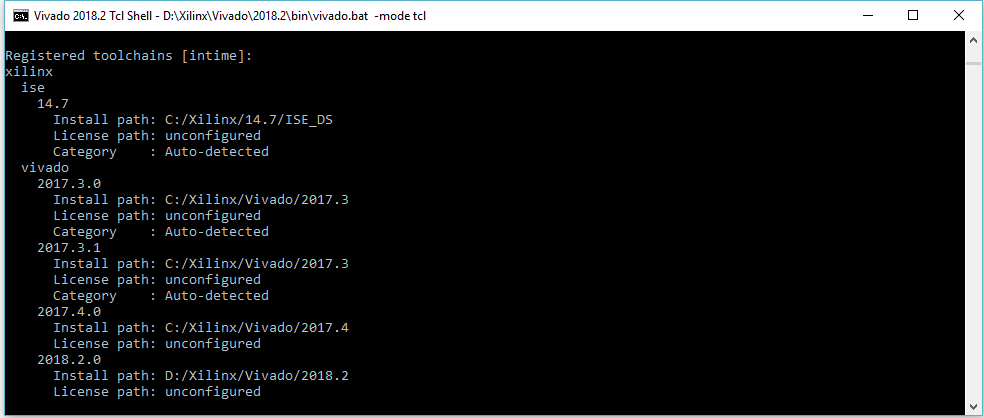 Vivado 2018.2 Tcl Shell - D:\Xilinx\Vivado\2018.2\bin\vivado.bat -mode tcl
Registered toolchains [intime]:
xilinx
  ise
    14.7
      Install path: C:/Xilinx/14.7/ISE_DS
      License path: unconfigured
      Category    : Auto-detected
  vivado
    2017.3.0
      Install path: C:/Xilinx/Vivado/2017.3
      License path: unconfigured
      Category    : Auto-detected
    2017.3.1
      Install path: C:/Xilinx/Vivado/2017.3
      License path: unconfigured
      Category    : Auto-detected
    2017.4.0
      Install path: C:/Xilinx/Vivado/2017.4
      License path: unconfigured
    2018.2.0
      Install path: D:/Xilinx/Vivado/2018.2
      License path: unconfigured